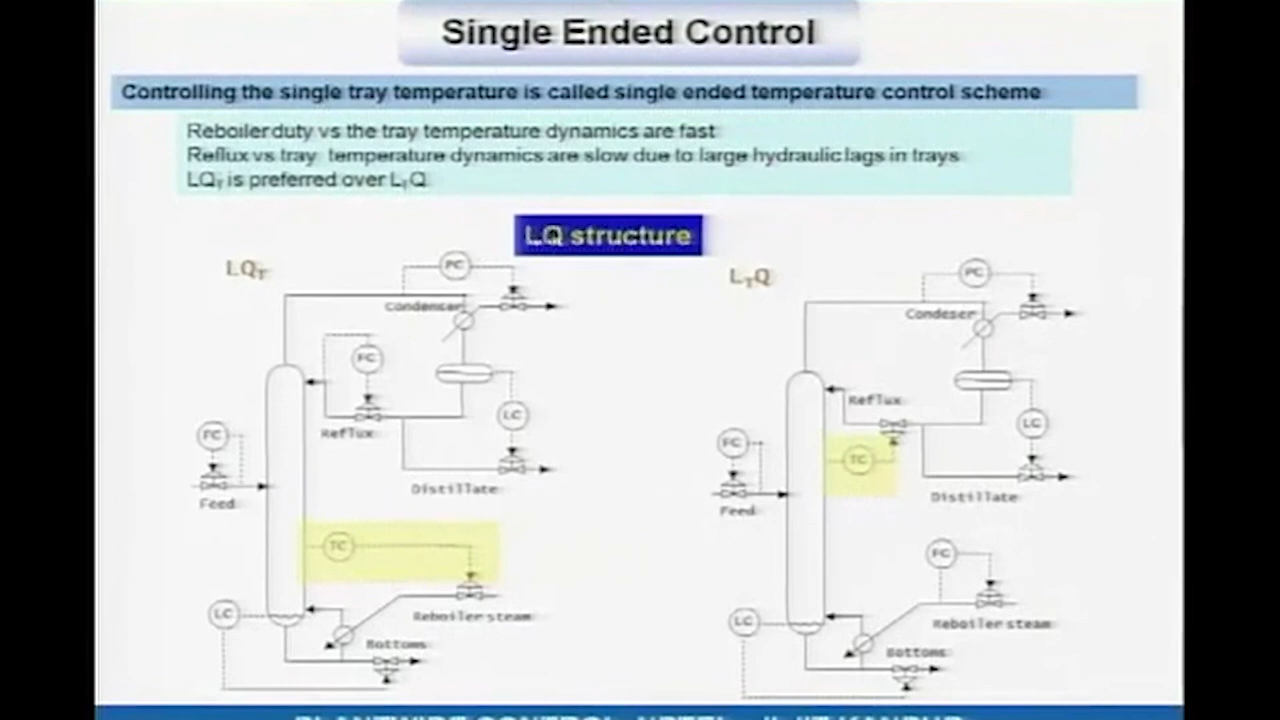 Single Ended Control
Controlling the single tray temperature is called single ended temperature control scheme
Reboiler duty vs the tray temperature dynamics are fast
Reflux vs tray temperature dynamics are slow due to large hydraulic lags in trays
LQT is preferred over LTQ
LQ structure
LQT
PC
Condenser
FC
LC
Reflux
FC
Feed
Distillate
TC
LC
Reboiler steam
Bottoms
LTQ
PC
Condeser
Reflux
LC
FC
TC
Feed
Distillate
FC
LC
Reboiler steam
Bottoms